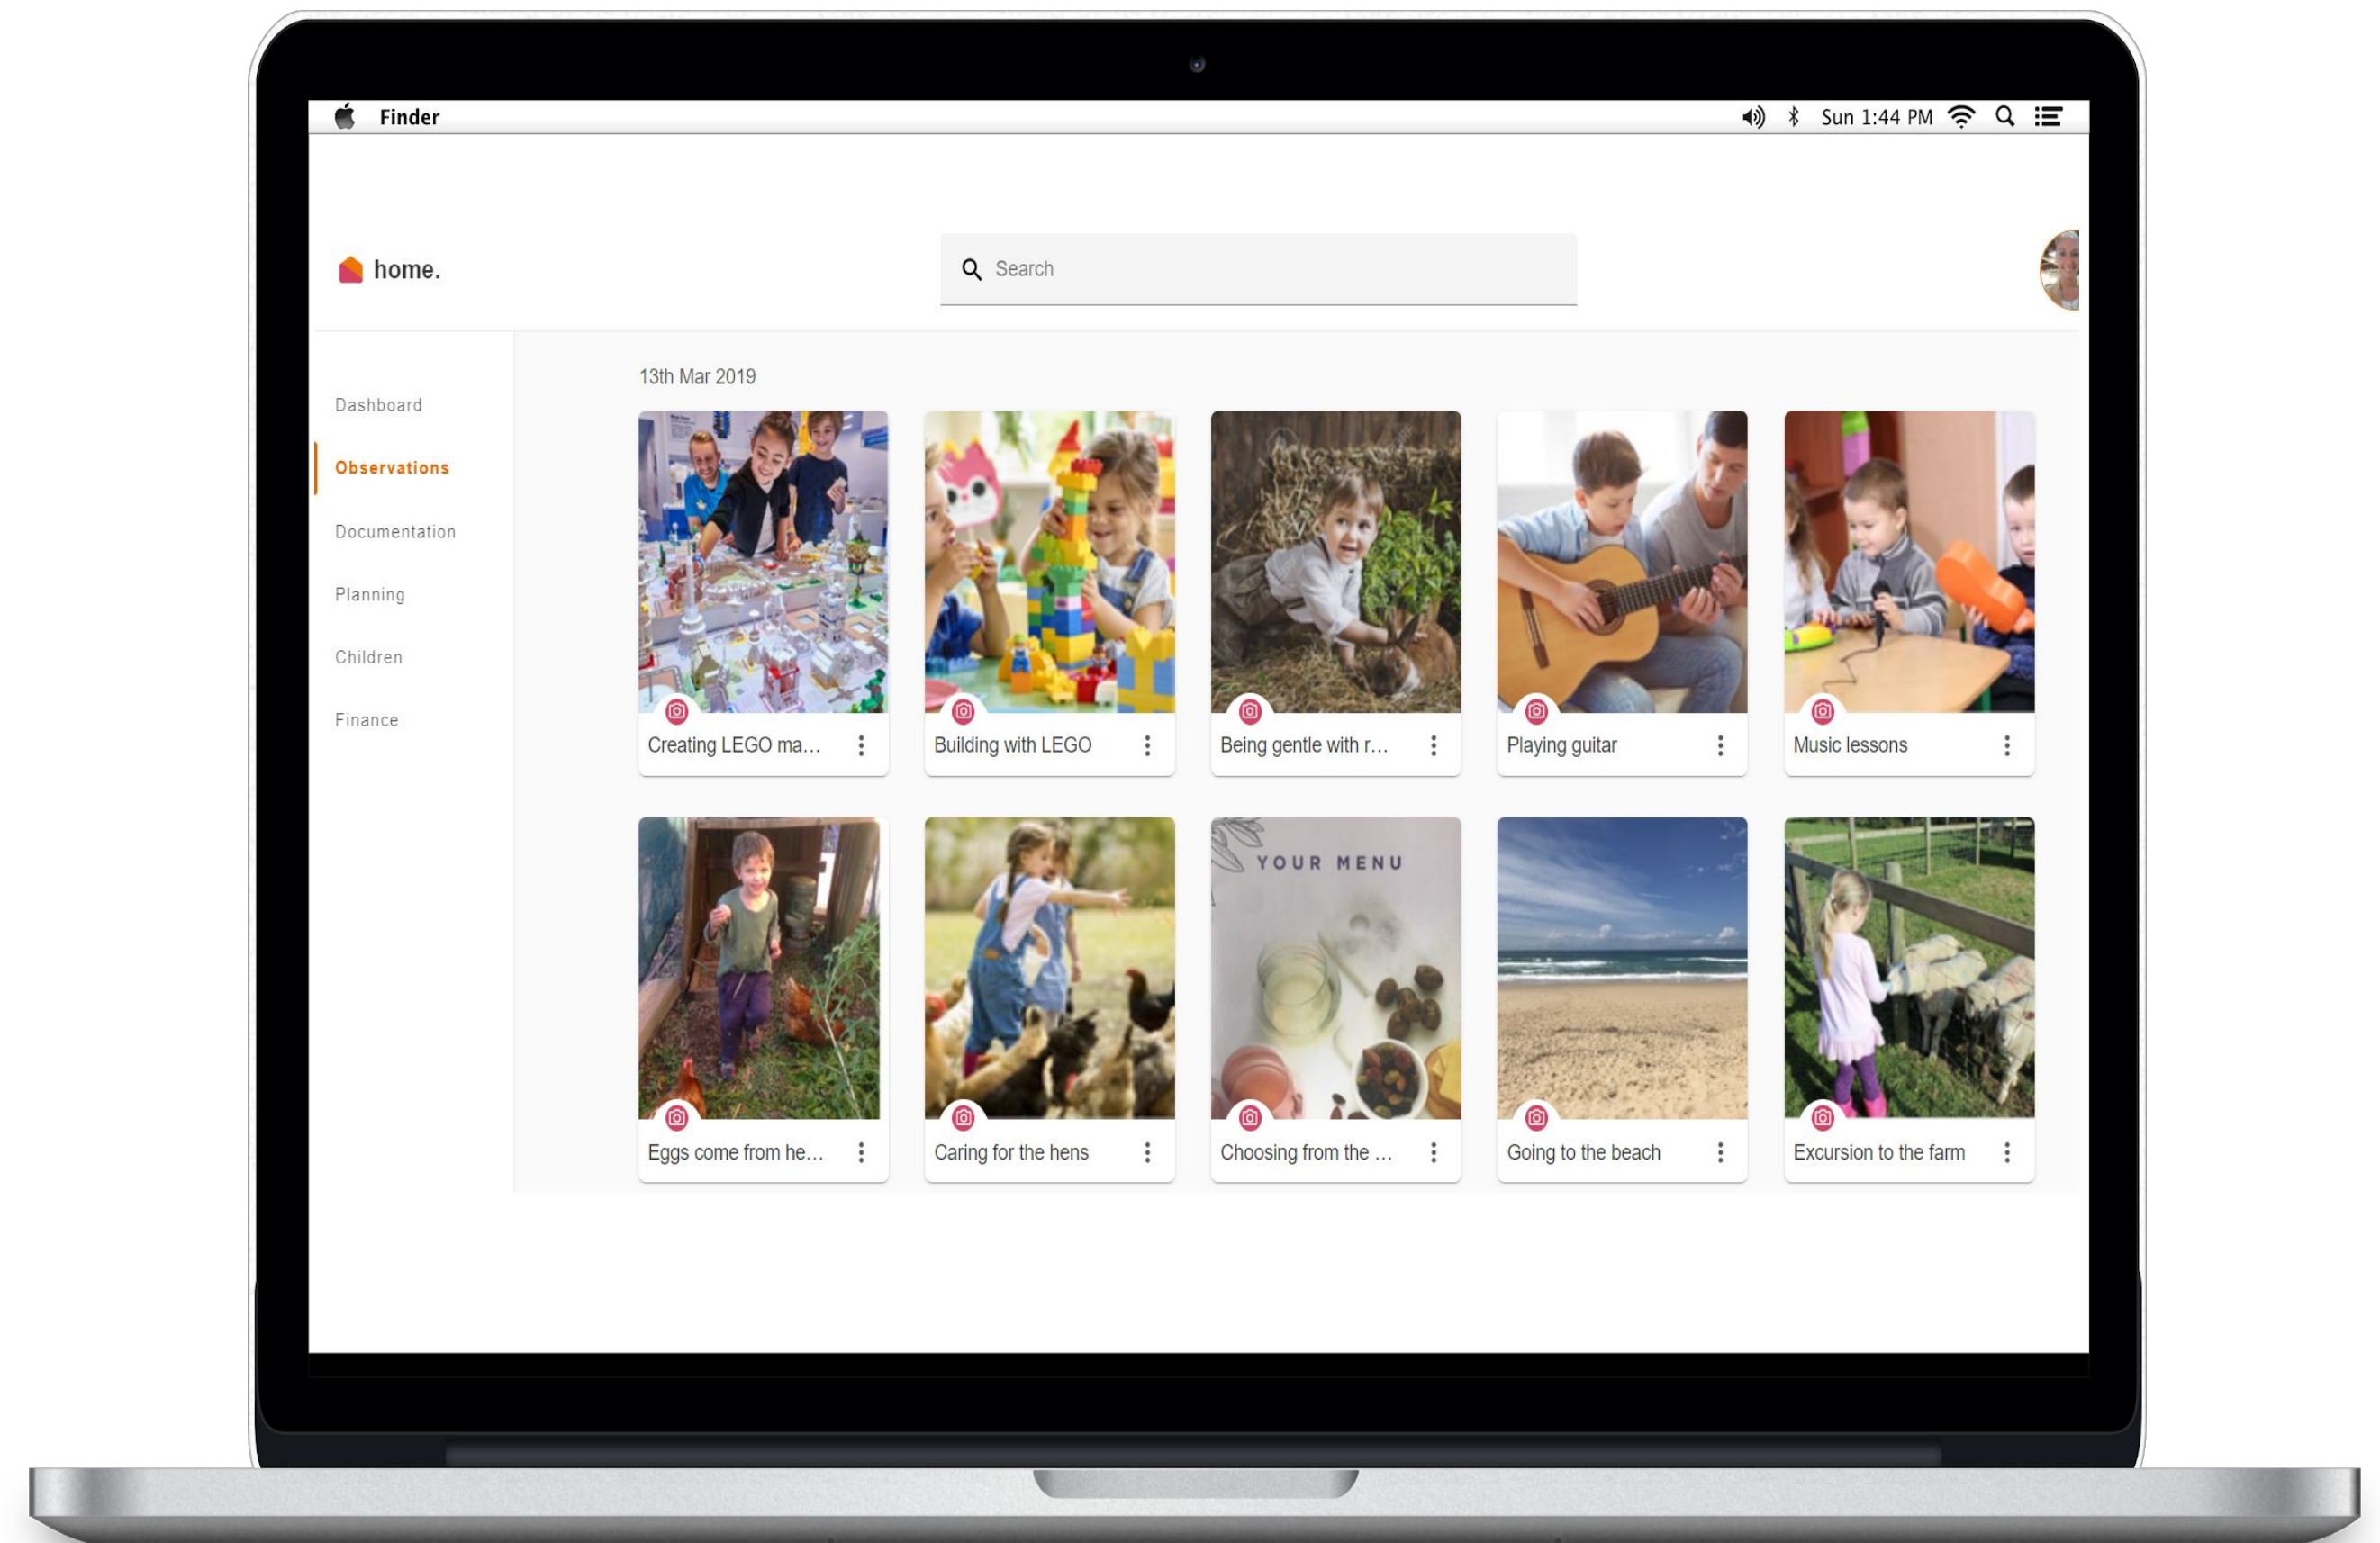 Finder
Sun 1:44 PM
home.
Search
Dashboard
Observations
Documentation
Planning
Children
Finance
13th Mar 2019
Creating LEGO ma...
Building with LEGO
Being gentle with r...
Playing guitar
Music lessons
YOUR MENU
Eggs come from he...
Caring for the hens
Choosing from the ...
Going to the beach
Excursion to the farm